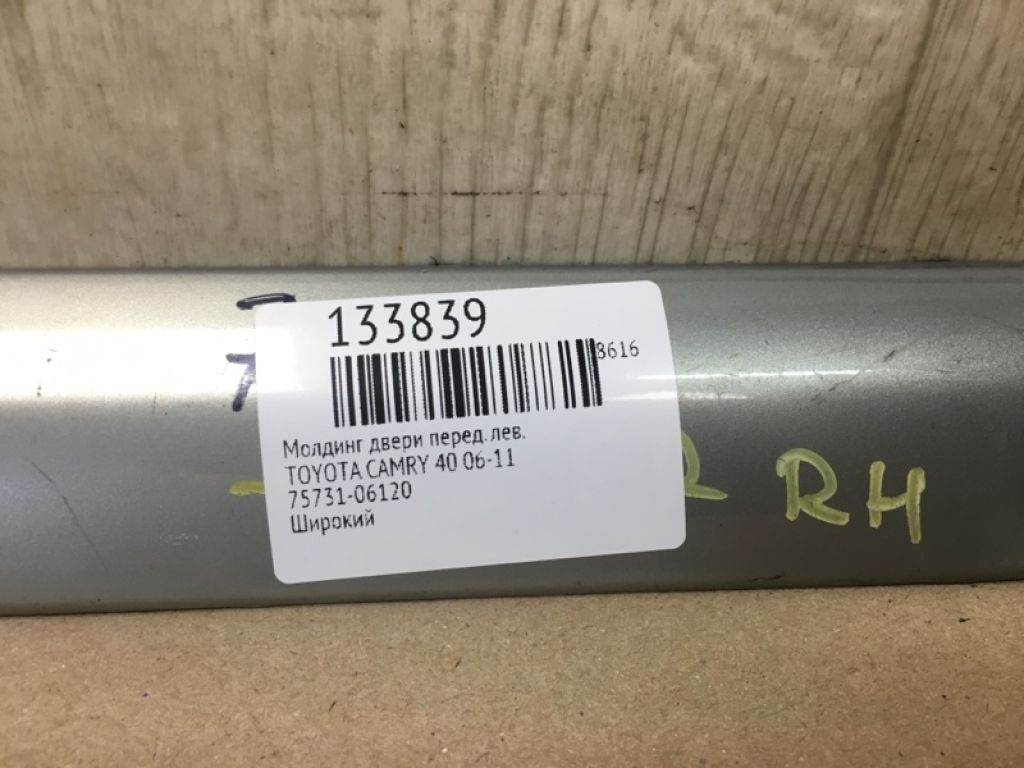 133839
8616
Молдинг двери перед. лев.
TOYOTA CAMRY 40 06-11
75731-06120
Широкий
RH